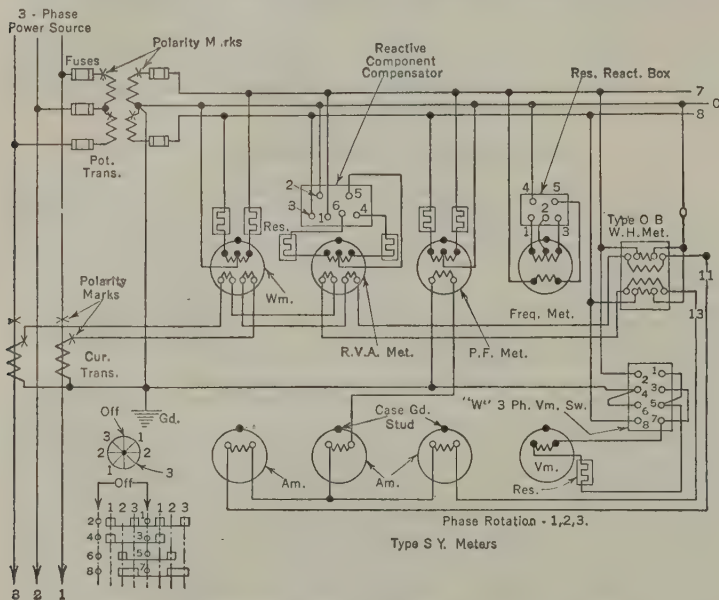 3 - Phase
Power Source
Polarity M rks
Fuses
Reactive
Component
Compensator
Res. React. Box
7
0
8
Pot.
Trans.
2
3
1
6
5
4
4 5
2
1 3
Res.
Type O B
W.H.Met.
11
13
Wm.
Freq. Met.
Polarity
Marks
R.V.A. Met.
P.F. Met.
Cur.
Trans.
Gd.
Off
3 1
2 2
1 3
Off
Case Gd.
Stud
"W" 3 Ph. Vm. Sw.
2 1
4 3
6 5
8 7
Am.
Am.
Vm.
Res.
1 2 3 1 2 3
2 1
4 3
6 5
8 7
Phase Rotation - 1,2,3.
Type S Y. Meters
3 2 1